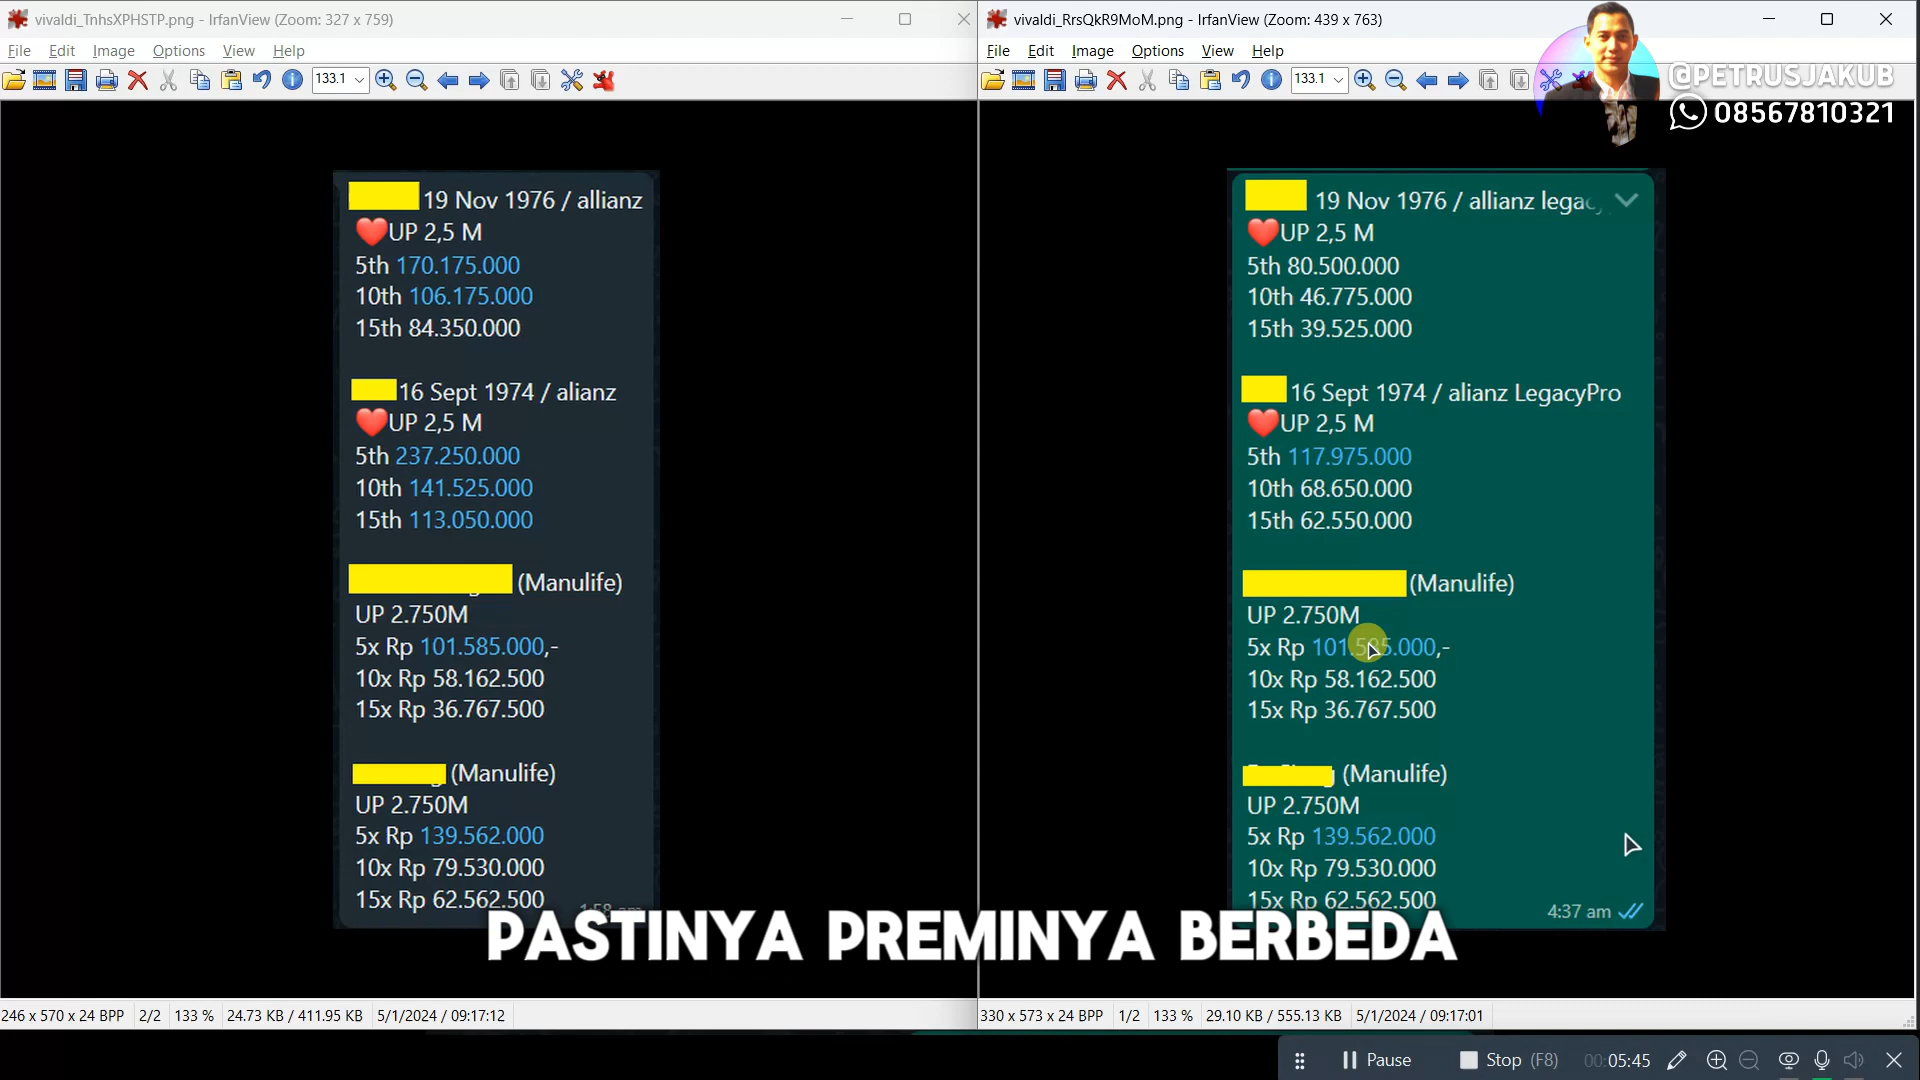 vivaldi_TnhsXPHSTP.png - IrfanView (Zoom: 327 x 759)
File Edit Image Options View Help
133.1
19 Nov 1976 / allianz
❤️UP 2,5 M
5th 170.175.000
10th 106.175.000
15th 84.350.000
16 Sept 1974 / alianz
❤️UP 2,5 M
5th 237.250.000
10th 141.525.000
15th 113.050.000
(Manulife)
UP 2.750M
5x Rp 101.585.000,-
10x Rp 58.162.500
15x Rp 36.767.500
(Manulife)
UP 2.750M
5x Rp 139.562.000
10x Rp 79.530.000
15x Rp 62.562.500
1:58 am
246 x 570 x 24 BPP 2/2 133 % 24.73 KB / 411.95 KB 5/1/2024 / 09:17:12
vivaldi_RrsQkR9MoM.png - IrfanView (Zoom: 439 x 763)
File Edit Image Options View Help
133.1
@PETRUSJAKUB
08567810321
19 Nov 1976 / allianz legac
❤️UP 2,5 M
5th 80.500.000
10th 46.775.000
15th 39.525.000
16 Sept 1974 / alianz LegacyPro
❤️UP 2,5 M
5th 117.975.000
10th 68.650.000
15th 62.550.000
(Manulife)
UP 2.750M
5x Rp 101.585.000,-
10x Rp 58.162.500
15x Rp 36.767.500
(Manulife)
UP 2.750M
5x Rp 139.562.000
10x Rp 79.530.000
15x Rp 62.562.500
4:37 am
330 x 573 x 24 BPP 1/2 133 % 29.10 KB / 555.13 KB 5/1/2024 / 09:17:01
PASTINYA PREMINYA BERBEDA
Pause Stop (F8) 00:05:45